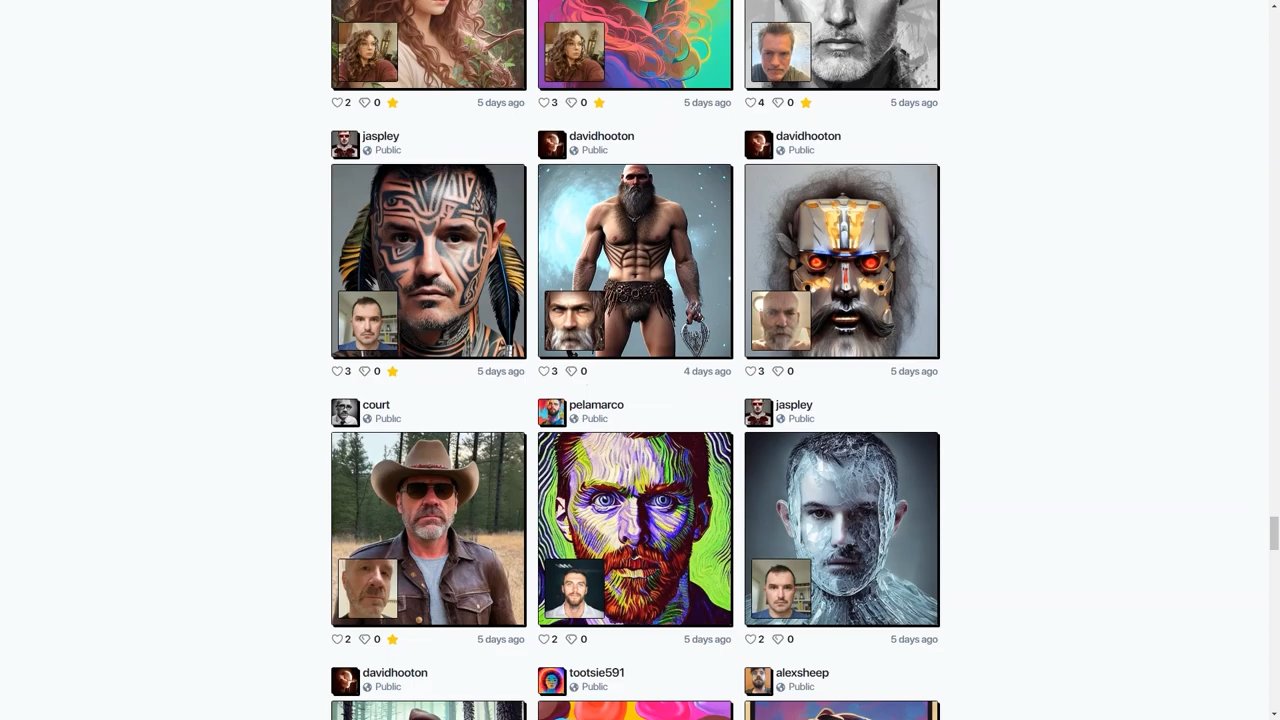 2 0 5 days ago
3 0 5 days ago
4 0 5 days ago
jaspley
Public
davidhooton
Public
davidhooton
Public
3 0 5 days ago
3 0 4 days ago
3 0 5 days ago
court
Public
pelamarco
Public
jaspley
Public
2 0 5 days ago
2 0 5 days ago
2 0 5 days ago
davidhooton
Public
tootsie591
Public
alexsheep
Public